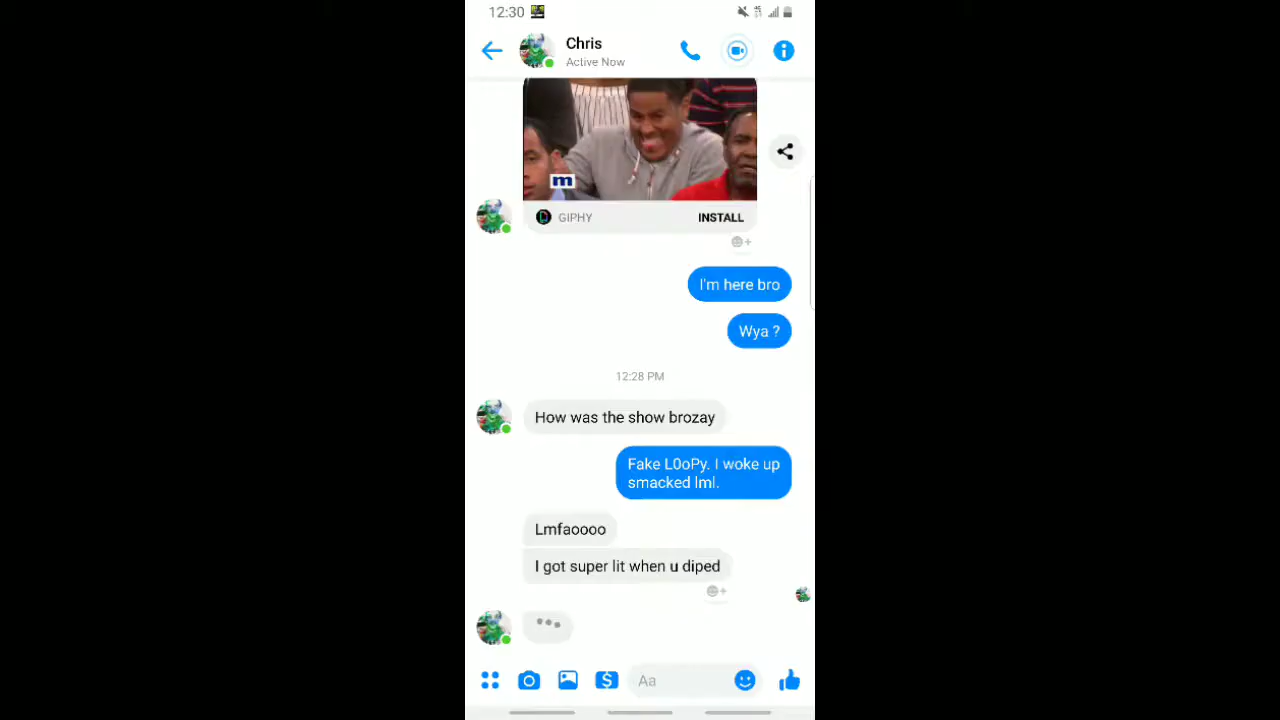 12:30
Chris
Active Now
m
GIPHY
INSTALL
I'm here bro
Wya ?
12:28 PM
How was the show brozay
Fake L0oPy. I woke up
smacked lml.
Lmfaoooo
I got super lit when u diped
Aa